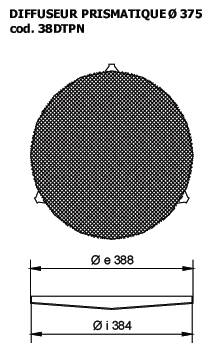 DIFFUSEUR PRISMATIQUE Ø 375
cod. 38DTPN
Ø e 388
Ø i 384